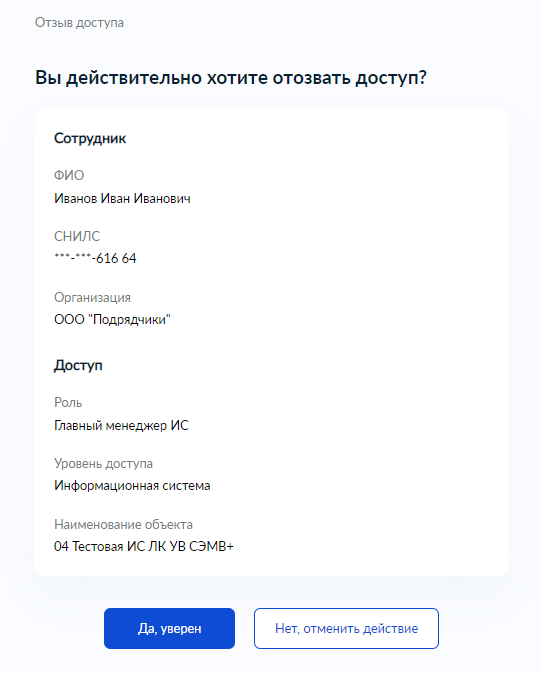 Отзыв доступа
Вы действительно хотите отозвать доступ?
Сотрудник
ФИО
Иванов Иван Иванович
СНИЛС
***-***-616 64
Организация
ООО "Подрядчики"
Доступ
Роль
Главный менеджер ИС
Уровень доступа
Информационная система
Наименование объекта
04 Тестовая ИС ЛК УВ СЭМВ+
Да, уверен
Нет, отменить действие